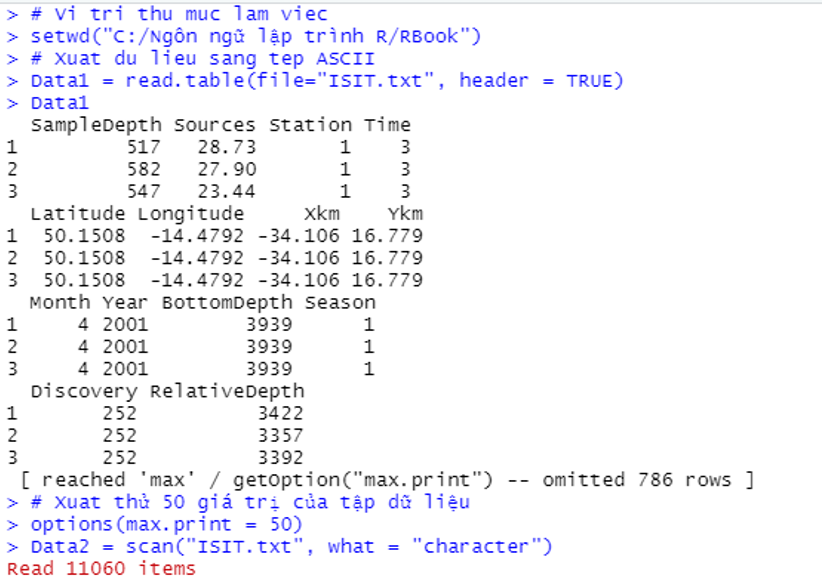 > # Vi tri thu muc lam viec
> setwd("C:/Ngôn ngữ lập trình R/RBook")
> # Xuat du lieu sang tep ASCII
> Data1 = read.table(file="ISIT.txt", header = TRUE)
> Data1
  SampleDepth Sources Station Time
1         517   28.73       1    3
2         582   27.90       1    3
3         547   23.44       1    3
  Latitude Longitude     Xkm    Ykm
1  50.1508  -14.4792 -34.106 16.779
2  50.1508  -14.4792 -34.106 16.779
3  50.1508  -14.4792 -34.106 16.779
  Month Year BottomDepth Season
1     4 2001        3939      1
2     4 2001        3939      1
3     4 2001        3939      1
  Discovery RelativeDepth
1       252          3422
2       252          3357
3       252          3392
 [ reached 'max' / getOption("max.print") -- omitted 786 rows ]
> # Xuat thử 50 giá trị của tập dữ liệu
> options(max.print = 50)
> Data2 = scan("ISIT.txt", what = "character")
Read 11060 items